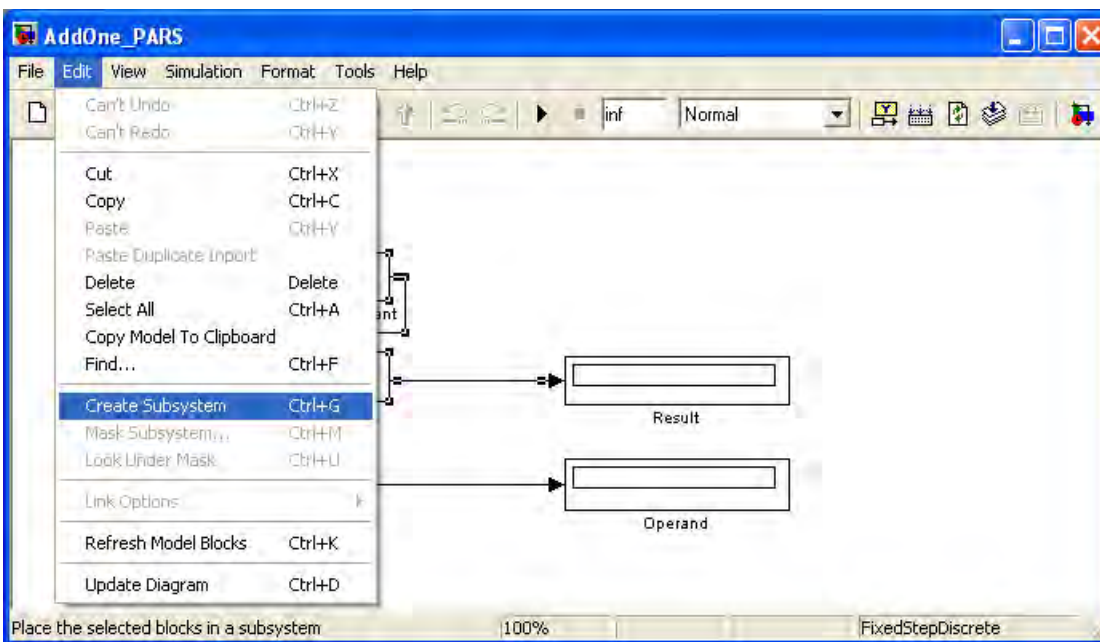 AddOne_PARS
File Edit View Simulation Format Tools Help
inf Normal
Can't Undo Ctrl+Z
Can't Redo Ctrl+Y
Cut Ctrl+X
Copy Ctrl+C
Paste Ctrl+V
Paste Duplicate Inport
Delete Delete
Select All Ctrl+A
Copy Model To Clipboard
Find... Ctrl+F
Create Subsystem Ctrl+G
Mask Subsystem... Ctrl+M
Look Under Mask Ctrl+U
Link Options
Refresh Model Blocks Ctrl+K
Update Diagram Ctrl+D
ant
Result
Operand
Place the selected blocks in a subsystem 100% FixedStepDiscrete